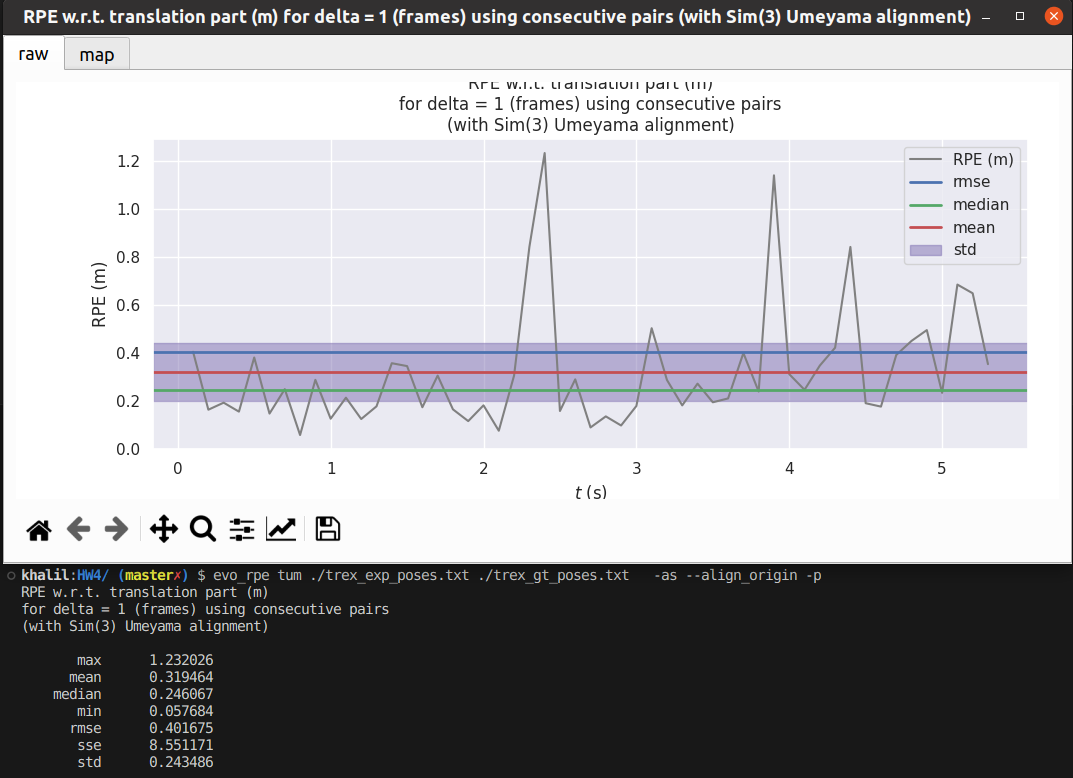 RPE w.r.t. translation part (m) for delta = 1 (frames) using consecutive pairs (with Sim(3) Umeyama alignment)
raw
map
RPE w.r.t. translation part (m)
for delta = 1 (frames) using consecutive pairs
(with Sim(3) Umeyama alignment)
RPE (m)
1.2
1.0
0.8
0.6
0.4
0.2
0.0
0
1
2
3
4
5
t (s)
RPE (m)
rmse
median
mean
std
khalil:HW4/ (master✗) $ evo_rpe tum ./trex_exp_poses.txt ./trex_gt_poses.txt   -as --align_origin -p
RPE w.r.t. translation part (m)
for delta = 1 (frames) using consecutive pairs
(with Sim(3) Umeyama alignment)
max 1.232026
mean 0.319464
median 0.246067
min 0.057684
rmse 0.401675
sse 8.551171
std 0.243486